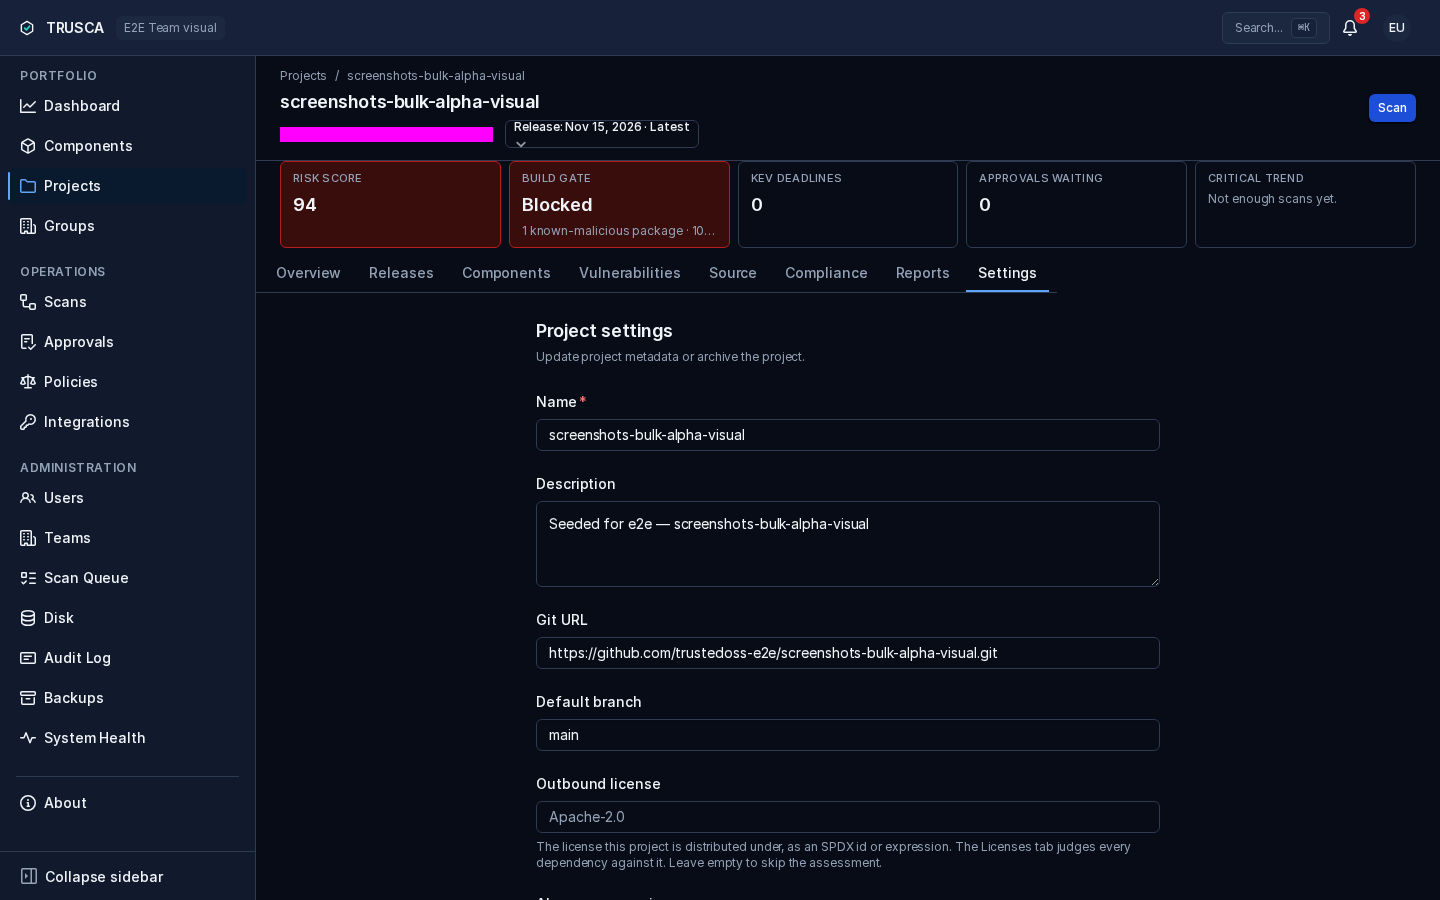 TRUSCA
E2E Team visual
Search...
⌘K
3
EU
PORTFOLIO
Dashboard
Components
Projects
Groups
OPERATIONS
Scans
Approvals
Policies
Integrations
ADMINISTRATION
Users
Teams
Scan Queue
Disk
Audit Log
Backups
System Health
About
Collapse sidebar
Projects / screenshots-bulk-alpha-visual
screenshots-bulk-alpha-visual
Release: Nov 15, 2026 · Latest
Scan
RISK SCORE
94
BUILD GATE
Blocked
1 known-malicious package · 10…
KEV DEADLINES
0
APPROVALS WAITING
0
CRITICAL TREND
Not enough scans yet.
Overview
Releases
Components
Vulnerabilities
Source
Compliance
Reports
Settings
Project settings
Update project metadata or archive the project.
Name *
screenshots-bulk-alpha-visual
Description
Seeded for e2e — screenshots-bulk-alpha-visual
Git URL
https://github.com/trustedoss-e2e/screenshots-bulk-alpha-visual.git
Default branch
main
Outbound license
Apache-2.0
The license this project is distributed under, as an SPDX id or expression. The Licenses tab judges every
dependency against it. Leave empty to skip the assessment.